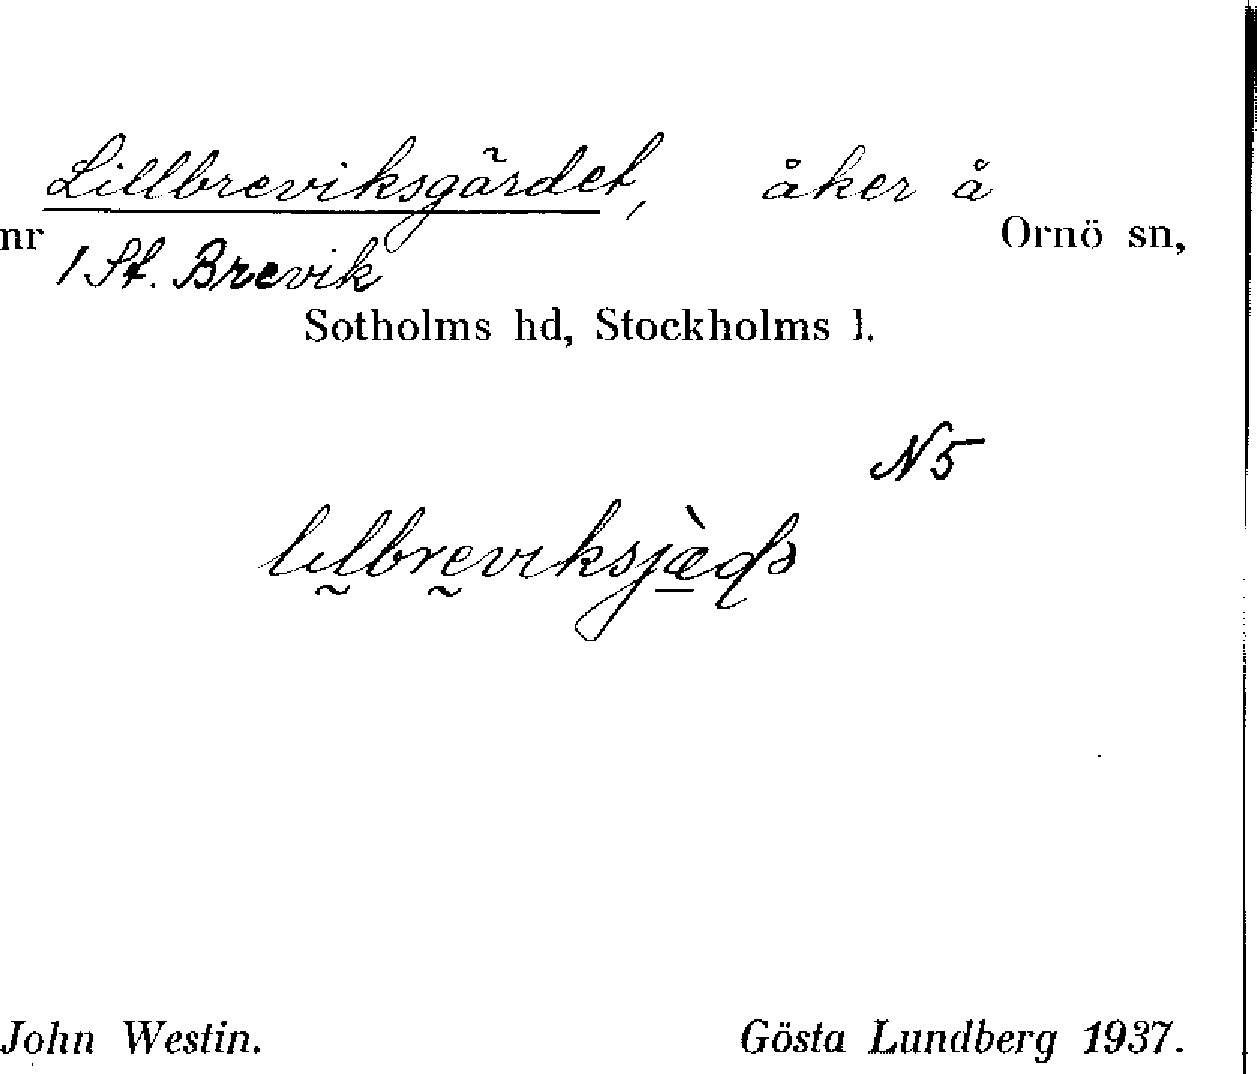 Lillbreviksgärdet, åker å
nr 1 St. Brevik Ornö sn,
Sotholms hd, Stockholms l.
N5
John Westin. Gösta Lundberg 1937.